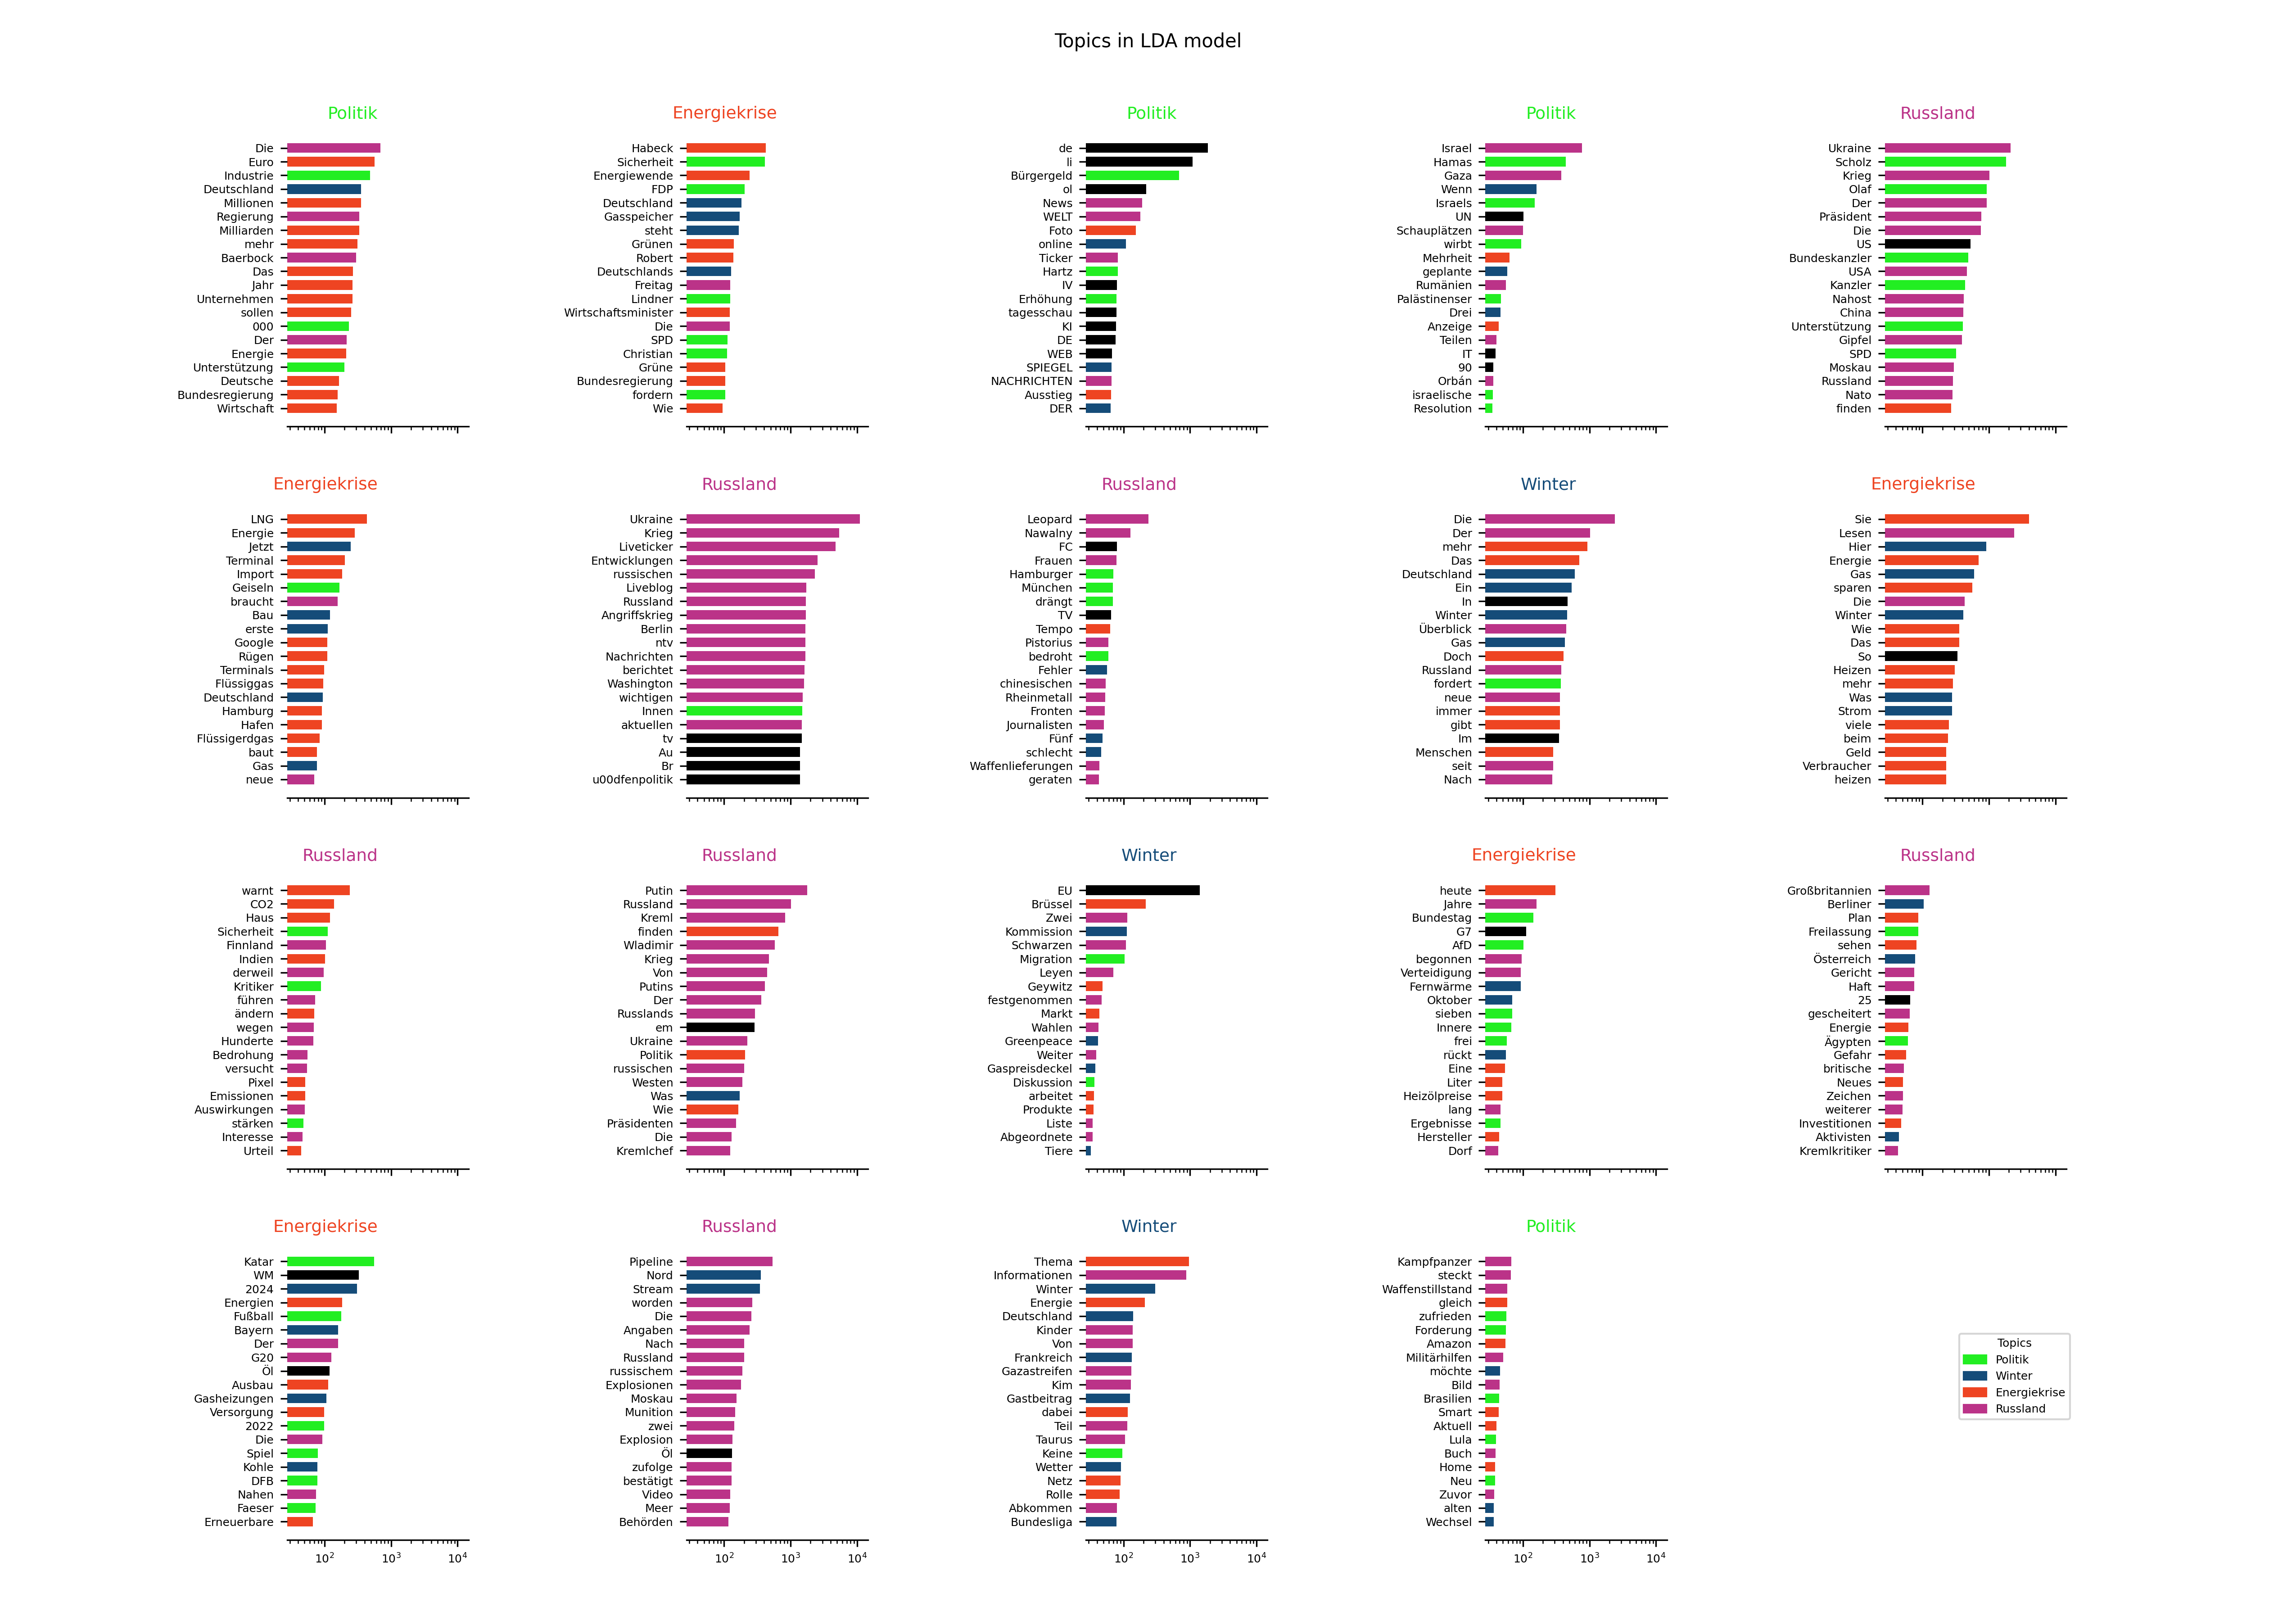 Topics in LDA model
Politik
Die
Euro
Industrie
Deutschland
Millionen
Regierung
Milliarden
mehr
Baerbock
Das
Jahr
Unternehmen
sollen
000
Der
Energie
Unterstützung
Deutsche
Bundesregierung
Wirtschaft
Energiekrise
Habeck
Sicherheit
Energiewende
FDP
Deutschland
Gasspeicher
steht
Grünen
Robert
Deutschlands
Freitag
Lindner
Wirtschaftsminister
Die
SPD
Christian
Grüne
Bundesregierung
fordern
Wie
Politik
de
li
Bürgergeld
ol
News
WELT
Foto
online
Ticker
Hartz
IV
Erhöhung
tagesschau
KI
DE
WEB
SPIEGEL
NACHRICHTEN
Ausstieg
DER
Politik
Israel
Hamas
Gaza
Wenn
Israels
UN
Schauplätzen
wirbt
Mehrheit
geplante
Rumänien
Palästinenser
Drei
Anzeige
Teilen
IT
90
Orbán
israelische
Resolution
Russland
Ukraine
Scholz
Krieg
Olaf
Der
Präsident
Die
US
Bundeskanzler
USA
Kanzler
Nahost
China
Unterstützung
Gipfel
SPD
Moskau
Russland
Nato
finden
Energiekrise
LNG
Energie
Jetzt
Terminal
Import
Geiseln
braucht
Bau
erste
Google
Rügen
Terminals
Flüssiggas
Deutschland
Hamburg
Hafen
Flüssigerdgas
baut
Gas
neue
Russland
Ukraine
Krieg
Liveticker
Entwicklungen
russischen
Liveblog
Russland
Angriffskrieg
Berlin
ntv
Nachrichten
berichtet
Washington
wichtigen
Innen
aktuellen
tv
Au
Br
u00dfenpolitik
Russland
Leopard
Nawalny
FC
Frauen
Hamburger
München
drängt
TV
Tempo
Pistorius
bedroht
Fehler
chinesischen
Rheinmetall
Fronten
Journalisten
Fünf
schlecht
Waffenlieferungen
geraten
Winter
Die
Der
mehr
Das
Deutschland
Ein
In
Winter
Überblick
Gas
Doch
Russland
fordert
neue
immer
gibt
Im
Menschen
seit
Nach
Energiekrise
Sie
Lesen
Hier
Energie
Gas
sparen
Die
Winter
Wie
Das
So
Heizen
mehr
Was
Strom
viele
beim
Geld
Verbraucher
heizen
Russland
warnt
CO2
Haus
Sicherheit
Finnland
Indien
derweil
Kritiker
führen
ändern
wegen
Hunderte
Bedrohung
versucht
Pixel
Emissionen
Auswirkungen
stärken
Interesse
Urteil
Russland
Putin
Russland
Kreml
finden
Wladimir
Krieg
Von
Putins
Der
Russlands
em
Ukraine
Politik
russischen
Westen
Was
Wie
Präsidenten
Die
Kremlchef
Winter
EU
Brüssel
Zwei
Kommission
Schwarzen
Migration
Leyen
Geywitz
festgenommen
Markt
Wahlen
Greenpeace
Weiter
Gaspreisdeckel
Diskussion
arbeitet
Produkte
Liste
Abgeordnete
Tiere
Energiekrise
heute
Jahre
Bundestag
G7
AfD
begonnen
Verteidigung
Fernwärme
Oktober
sieben
Innere
frei
rückt
Eine
Liter
Heizölpreise
lang
Ergebnisse
Hersteller
Dorf
Russland
Großbritannien
Berliner
Plan
Freilassung
sehen
Österreich
Gericht
Haft
25
gescheitert
Energie
Ägypten
Gefahr
britische
Neues
Zeichen
weiterer
Investitionen
Aktivisten
Kremlkritiker
Energiekrise
Katar
WM
2024
Energien
Fußball
Bayern
Der
G20
Öl
Ausbau
Gasheizungen
Versorgung
2022
Die
Spiel
Kohle
DFB
Nahen
Faeser
Erneuerbare
10² 10³ 10⁴
Russland
Pipeline
Nord
Stream
worden
Die
Angaben
Nach
Russland
russischem
Explosionen
Moskau
Munition
zwei
Explosion
Öl
zufolge
bestätigt
Video
Meer
Behörden
10² 10³ 10⁴
Winter
Thema
Informationen
Winter
Energie
Deutschland
Kinder
Von
Frankreich
Gazastreifen
Kim
Gastbeitrag
dabei
Teil
Taurus
Keine
Wetter
Netz
Rolle
Abkommen
Bundesliga
10² 10³ 10⁴
Politik
Kampfpanzer
steckt
Waffenstillstand
gleich
zufrieden
Forderung
Amazon
Militärhilfen
möchte
Bild
Brasilien
Smart
Aktuell
Lula
Buch
Home
Neu
Zuvor
alten
Wechsel
10² 10³ 10⁴
Topics
Politik
Winter
Energiekrise
Russland